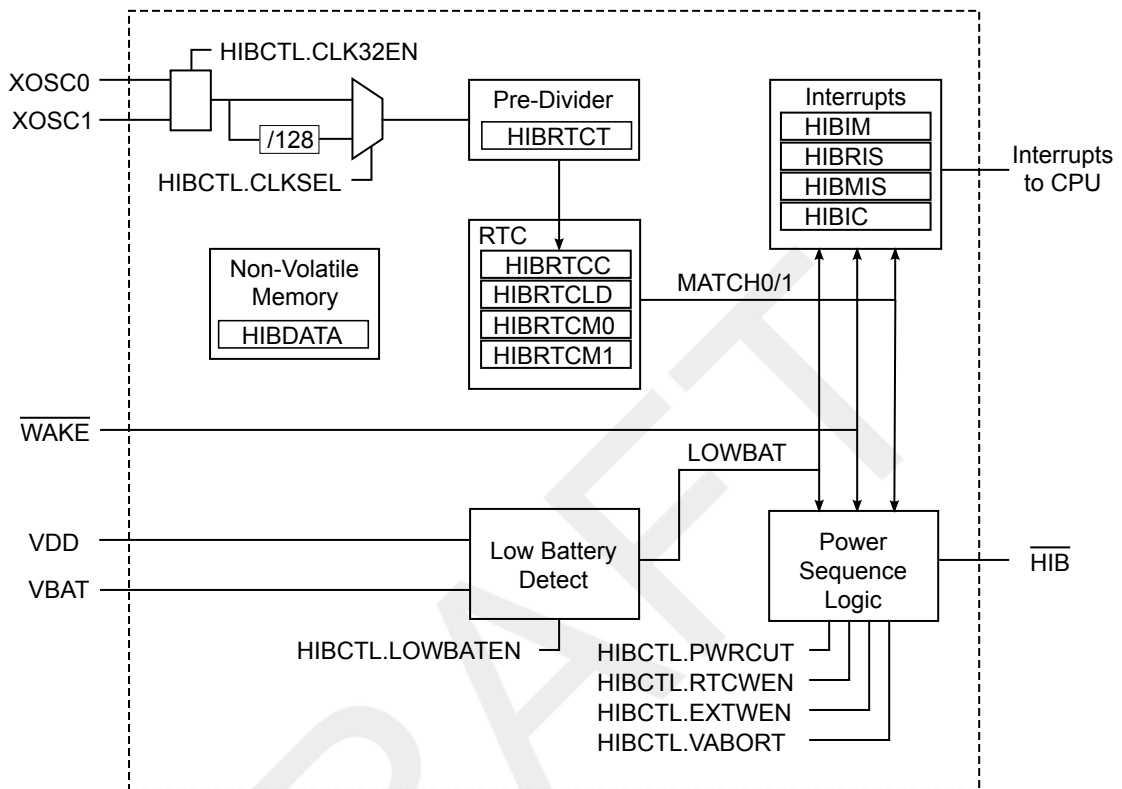 HIBCTL.CLK32EN
XOSC0
XOSC1
/128
HIBCTL.CLKSEL
Pre-Divider
HIBRTCT
Interrupts
HIBIM
HIBRIS
HIBMIS
HIBIC
Interrupts
to CPU
RTC
HIBRTCC
HIBRTCLD
HIBRTCM0
HIBRTCM1
MATCH0/1
Non-Volatile
Memory
HIBDATA
WAKE
LOWBAT
VDD
VBAT
Low Battery
Detect
HIBCTL.LOWBATEN
Power
Sequence
Logic
HIB
HIBCTL.PWRCUT
HIBCTL.RTCWEN
HIBCTL.EXTWEN
HIBCTL.VABORT